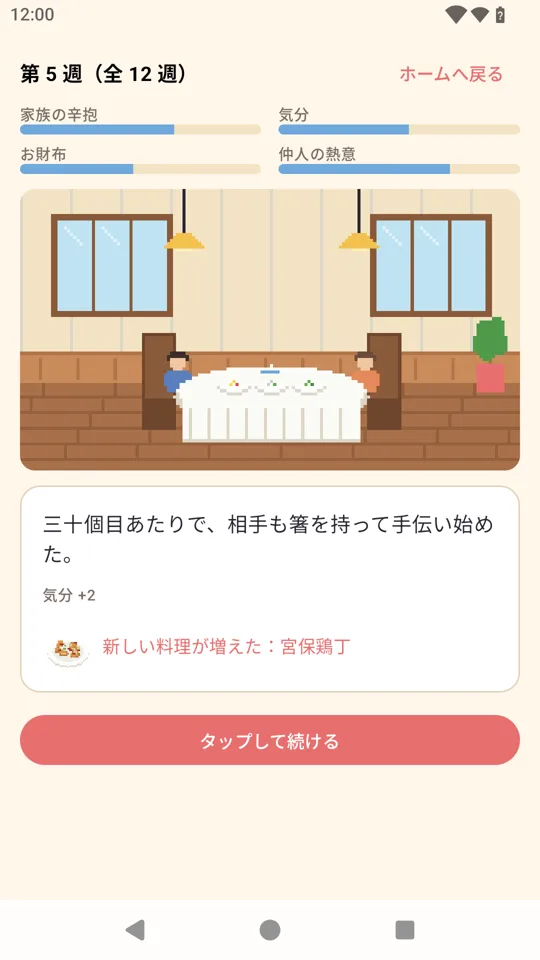 12:00
第 5 週（全 12 週）
ホームへ戻る
家族の辛抱
気分
お財布
仲人の熱意
三十個目あたりで、相手も箸を持って手伝い始め
た。
気分 +2
新しい料理が増えた：宮保鶏丁
タップして続ける